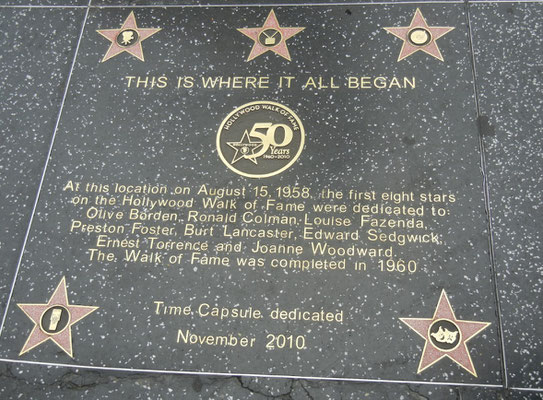 THIS IS WHERE IT ALL BEGAN
HOLLYWOOD WALK OF FAME
50
Years
1960-2010
At this location on August 15, 1958, the first eight stars
on the Hollywood Walk of Fame were dedicated to:
Olive Borden, Ronald Colman, Louise Fazenda,
Preston Foster, Burt Lancaster, Edward Sedgwick,
Ernest Torrence and Joanne Woodward.
The Walk of Fame was completed in 1960
Time Capsule dedicated
November 2010